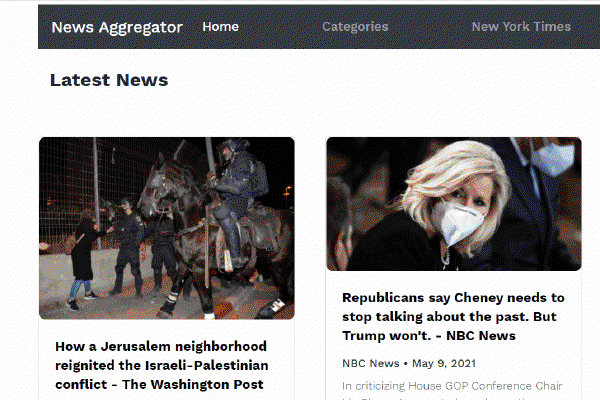 News Aggregator Home Categories New York Times
Latest News
How a Jerusalem neighborhood
reignited the Israeli-Palestinian
conflict - The Washington Post
Republicans say Cheney needs to
stop talking about the past. But
Trump won't. - NBC News
NBC News • May 9, 2021
In criticizing House GOP Conference Chair